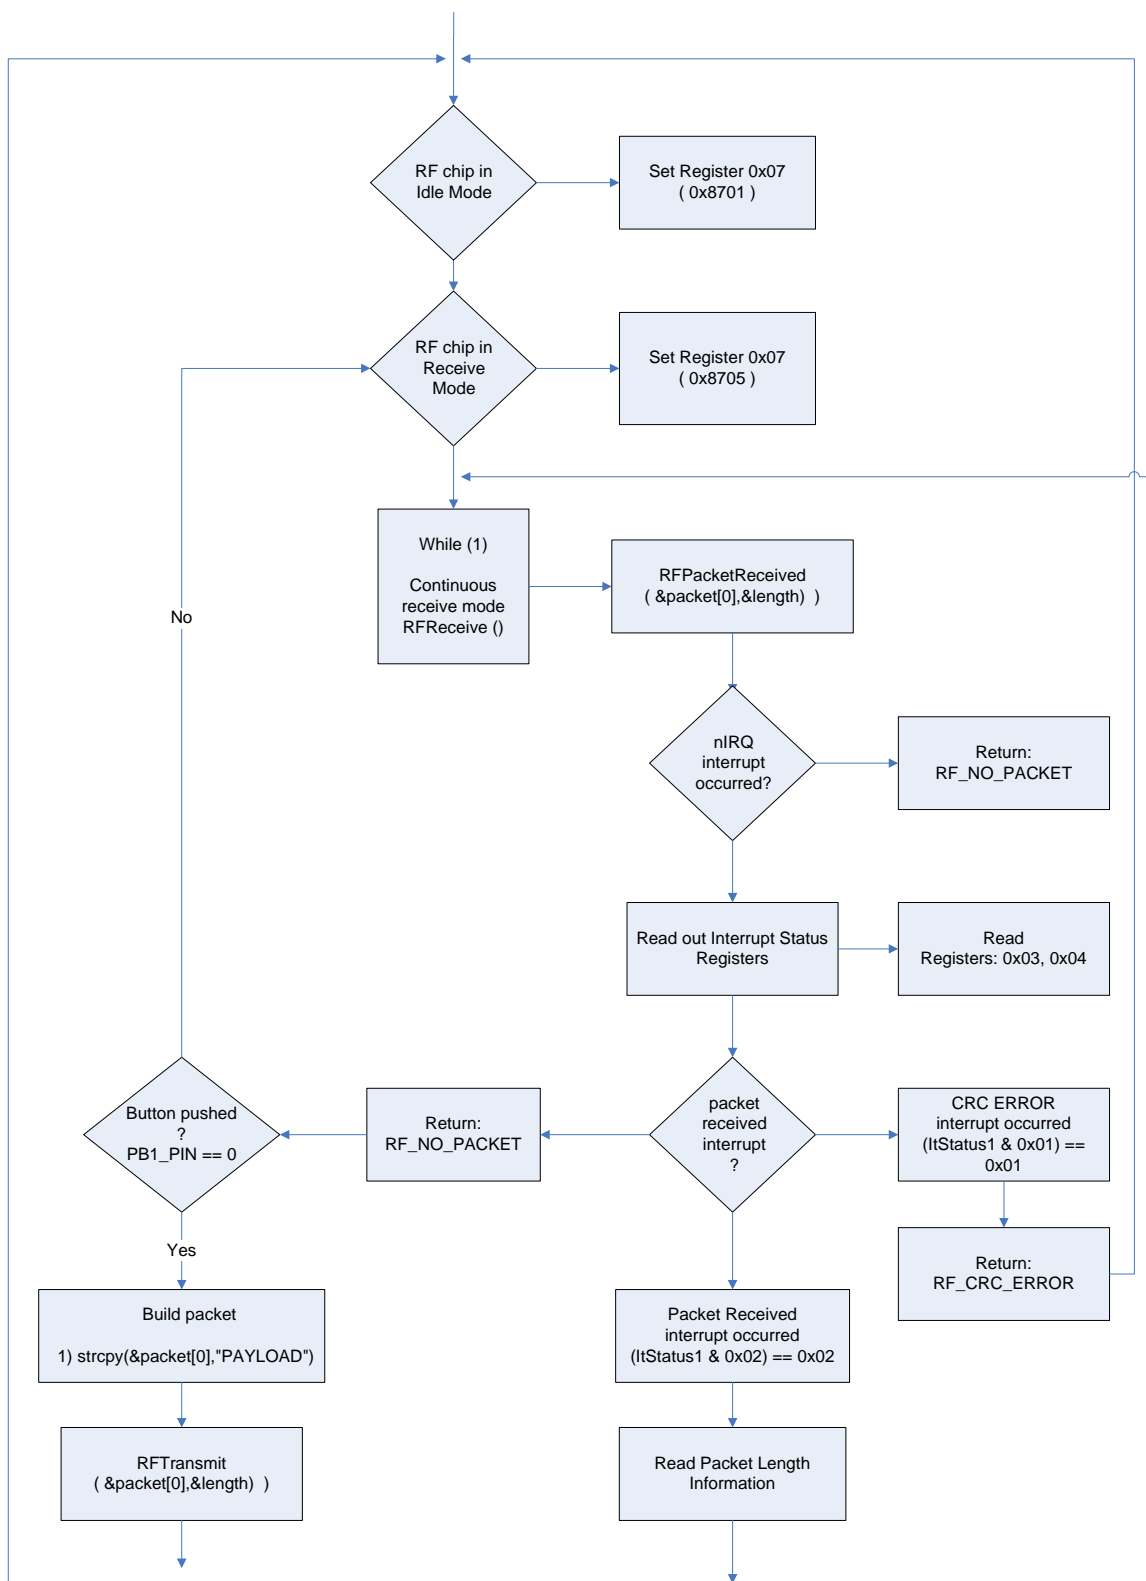 RF chip in
Idle Mode
Set Register 0x07
( 0x8701 )
RF chip in
Receive
Mode
Set Register 0x07
( 0x8705 )
While (1)
Continuous
receive mode
RFReceive ()
RFPacketReceived
( &packet[0],&length)  )
No
nIRQ
interrupt
occurred?
Return:
RF_NO_PACKET
Read out Interrupt Status
Registers
Read
Registers: 0x03, 0x04
Button pushed
?
PB1_PIN == 0
Return:
RF_NO_PACKET
packet
received
interrupt
?
CRC ERROR
interrupt occurred
(ItStatus1 & 0x01) ==
0x01
Yes
Return:
RF_CRC_ERROR
Build packet
1) strcpy(&packet[0],"PAYLOAD")
Packet Received
interrupt occurred
(ItStatus1 & 0x02) == 0x02
RFTransmit
( &packet[0],&length)  )
Read Packet Length
Information